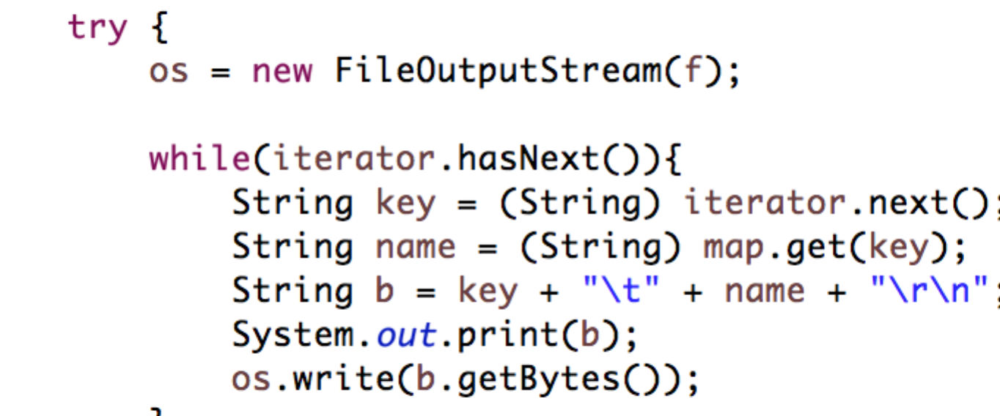 try {
os = new FileOutputStream(f);
while(iterator.hasNext()){
String key = (String) iterator.next();
String name = (String) map.get(key);
String b = key + "\t" + name + "\r\n";
System.out.print(b);
os.write(b.getBytes());
}